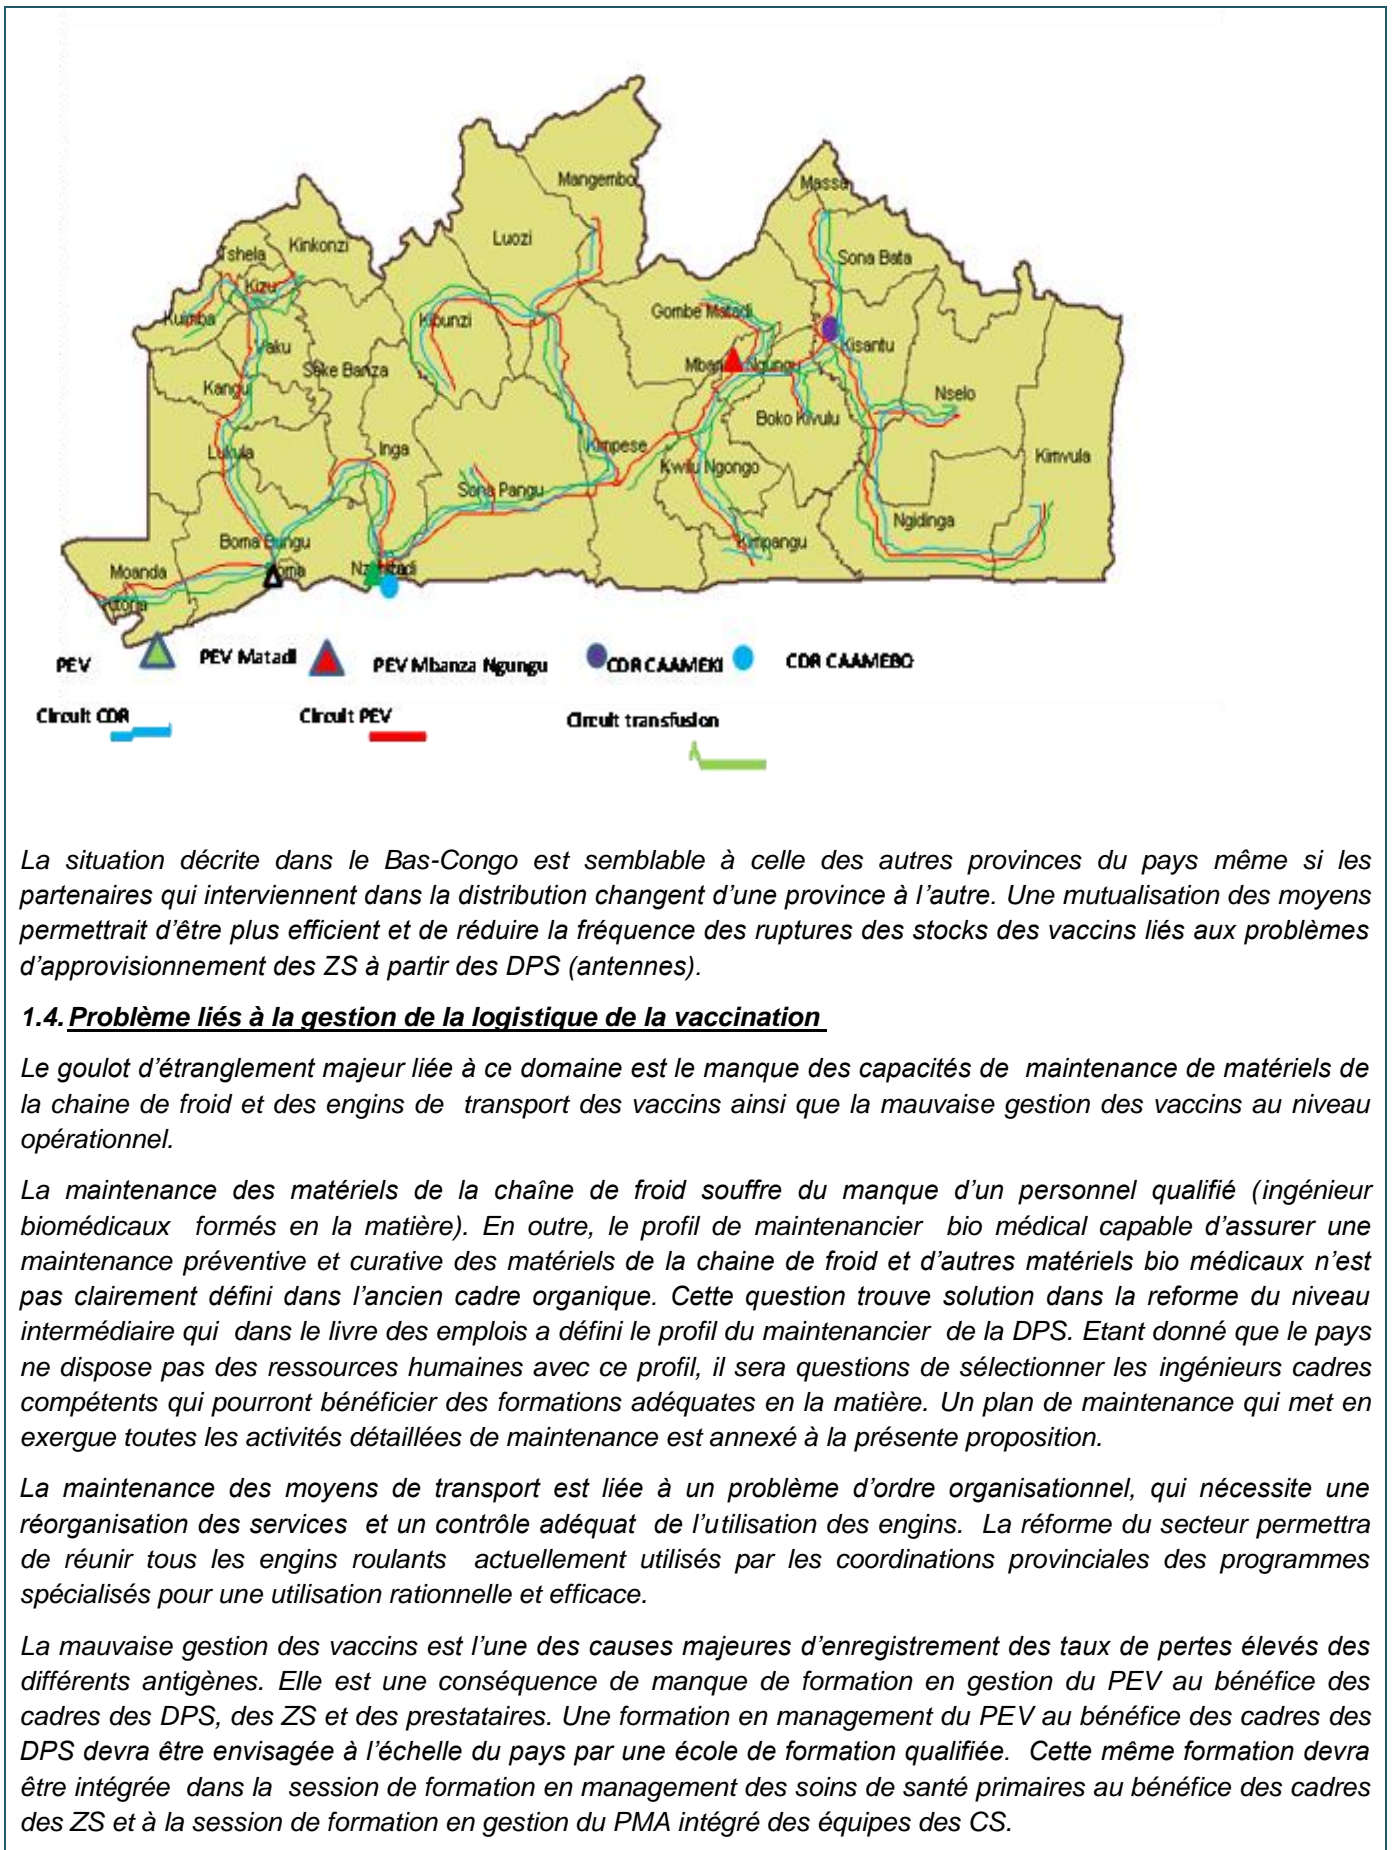 Mangembo
Massa
Luozi
Kinkonzi
Tshela
Sona Bata
Kizu
Kuimba
Kibunzi
Gombe Matadi
Vaku
Kisantu
Seke Banza
Ngungu
Kangu
Nselo
Boko Kivulu
Lukula
Inga
Kimpese
Kwilu Ngongo
Kimvula
Sona Pangu
Ngidinga
Boma Bungu
Kimpangu
Moanda
PEV
PEV Matadi
PEV Mbanza Ngungu
CDR CAAMEKI
CDR CAAMEBO
Circuit CDR
Circuit PEV
Circuit transfusion
La situation décrite dans le Bas-Congo est semblable à celle des autres provinces du pays même si les
partenaires qui interviennent dans la distribution changent d’une province à l’autre. Une mutualisation des moyens
permettrait d’être plus efficient et de réduire la fréquence des ruptures des stocks des vaccins liés aux problèmes
d’approvisionnement des ZS à partir des DPS (antennes).
1.4. Problème liés à la gestion de la logistique de la vaccination
Le goulot d’étranglement majeur liée à ce domaine est le manque des capacités de maintenance de matériels de
la chaine de froid et des engins de transport des vaccins ainsi que la mauvaise gestion des vaccins au niveau
opérationnel.
La maintenance des matériels de la chaîne de froid souffre du manque d’un personnel qualifié (ingénieur
biomédicaux formés en la matière). En outre, le profil de maintenancier bio médical capable d’assurer une
maintenance préventive et curative des matériels de la chaine de froid et d’autres matériels bio médicaux n’est
pas clairement défini dans l’ancien cadre organique. Cette question trouve solution dans la reforme du niveau
intermédiaire qui dans le livre des emplois a défini le profil du maintenancier de la DPS. Etant donné que le pays
ne dispose pas des ressources humaines avec ce profil, il sera questions de sélectionner les ingénieurs cadres
compétents qui pourront bénéficier des formations adéquates en la matière. Un plan de maintenance qui met en
exergue toutes les activités détaillées de maintenance est annexé à la présente proposition.
La maintenance des moyens de transport est liée à un problème d’ordre organisationnel, qui nécessite une
réorganisation des services et un contrôle adéquat de l’utilisation des engins. La réforme du secteur permettra
de réunir tous les engins roulants actuellement utilisés par les coordinations provinciales des programmes
spécialisés pour une utilisation rationnelle et efficace.
La mauvaise gestion des vaccins est l’une des causes majeures d’enregistrement des taux de pertes élevés des
différents antigènes. Elle est une conséquence de manque de formation en gestion du PEV au bénéfice des
cadres des DPS, des ZS et des prestataires. Une formation en management du PEV au bénéfice des cadres des
DPS devra être envisagée à l’échelle du pays par une école de formation qualifiée. Cette même formation devra
être intégrée dans la session de formation en management des soins de santé primaires au bénéfice des cadres
des ZS et à la session de formation en gestion du PMA intégré des équipes des CS.